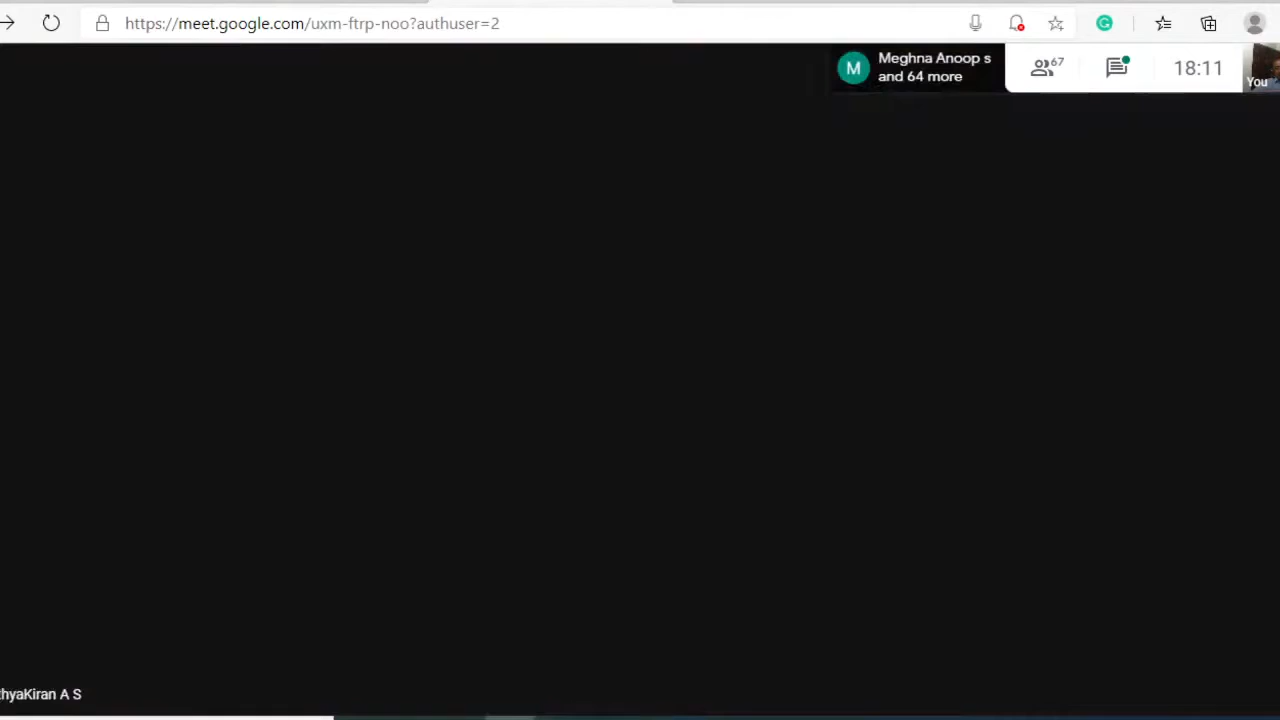 https://meet.google.com/uxm-ftrp-noo?authuser=2
Meghna Anoop s
and 64 more
67
18:11
M
You
hyaKiran A S